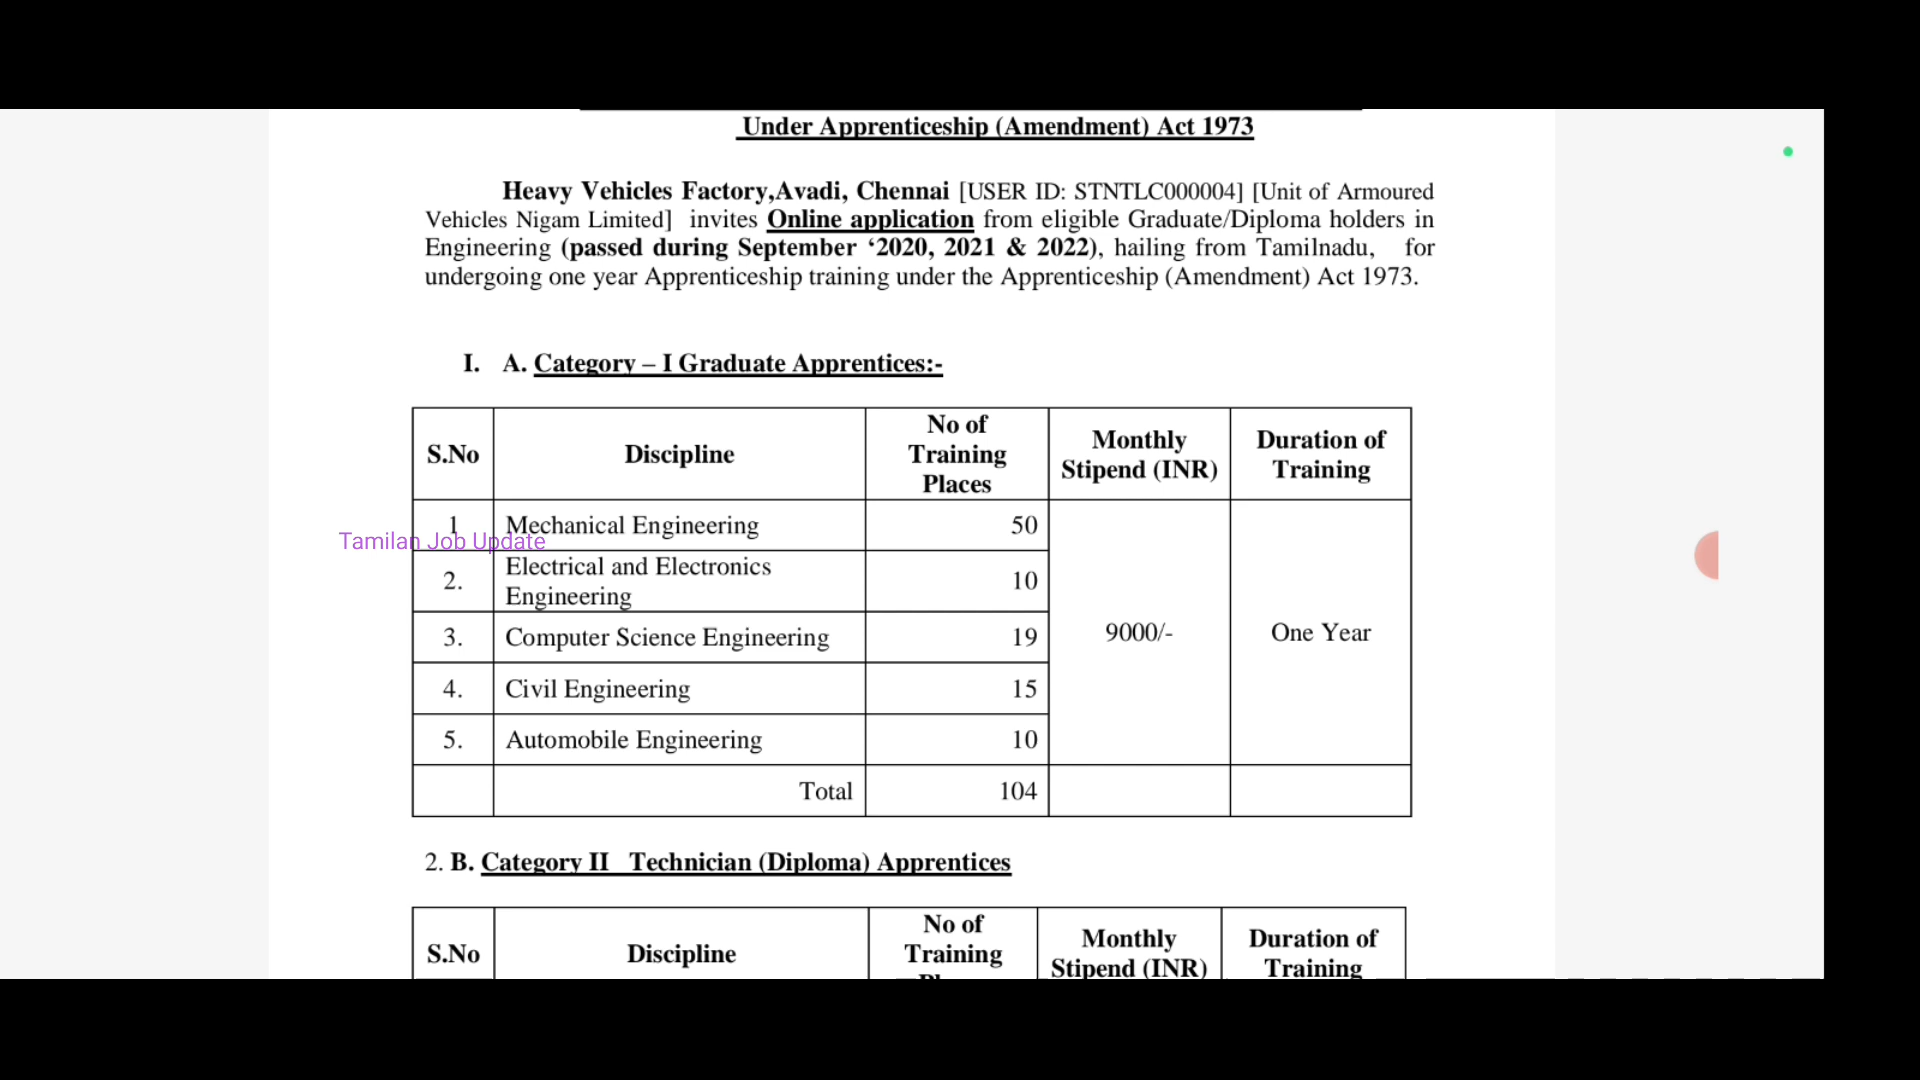 Under Apprenticeship (Amendment) Act 1973
Heavy Vehicles Factory,Avadi, Chennai [USER ID: STNTLC000004] [Unit of Armoured
Vehicles Nigam Limited] invites Online application from eligible Graduate/Diploma holders in
Engineering (passed during September ‘2020, 2021 & 2022), hailing from Tamilnadu, for
undergoing one year Apprenticeship training under the Apprenticeship (Amendment) Act 1973.
I. A. Category – I Graduate Apprentices:-
S.No Discipline No of Training Places Monthly Stipend (INR) Duration of Training
1 Mechanical Engineering 50
Tamilan Job Update
2. Electrical and Electronics Engineering 10
3. Computer Science Engineering 19 9000/- One Year
4. Civil Engineering 15
5. Automobile Engineering 10
Total 104
2. B. Category II Technician (Diploma) Apprentices
S.No Discipline No of Training Monthly Stipend (INR) Duration of Training